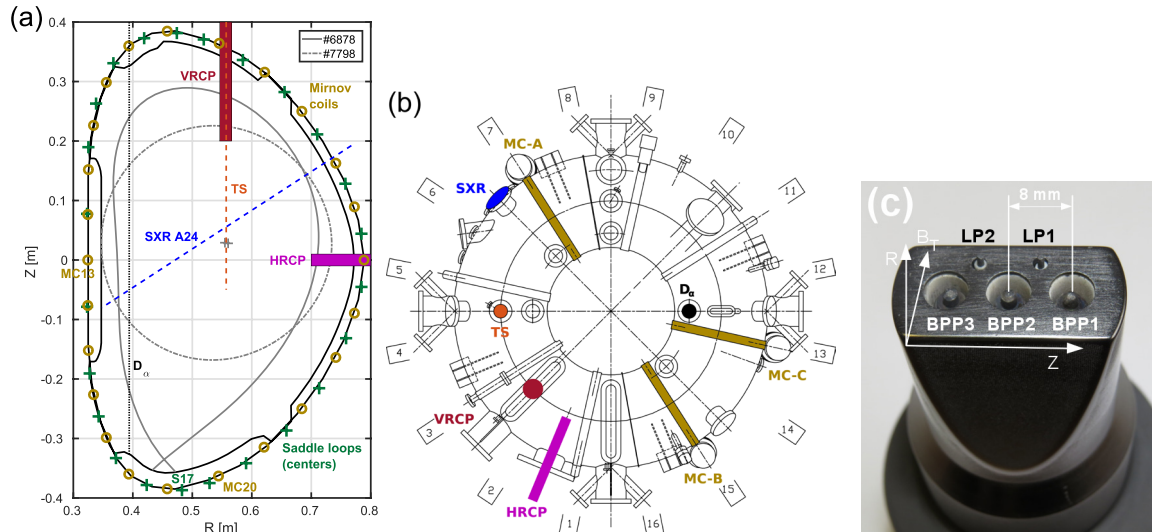 (a)
0.4
0.3
0.2
0.1
0
-0.1
-0.2
-0.3
-0.4
Z [m]
0.3
0.4
0.5
0.6
0.7
0.8
R [m]
#6878
#7798
VRCP
Mirnov
coils
TS
SXR A24
HRCP
MC13
Dα
Saddle loops
(centers)
S17
MC20
(b)
8
9
7
10
6
11
5
12
4
13
3
14
2
15
1
16
MC-A
SXR
Dα
TS
MC-C
VRCP
MC-B
HRCP
(c)
8 mm
LP2
LP1
R
BT
BPP3
BPP2
BPP1
Z